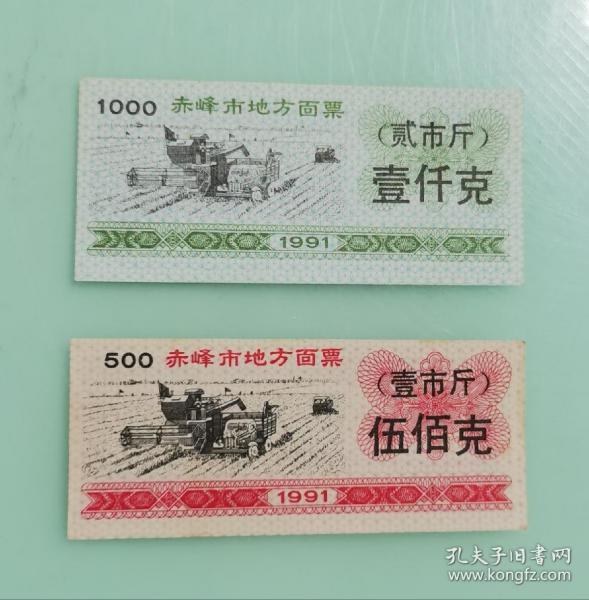 1000 赤峰市地方面票
（贰市斤）
壹仟克
1991
500 赤峰市地方面票
（壹市斤）
伍佰克
1991
孔夫子旧书网
www.kongfz.com